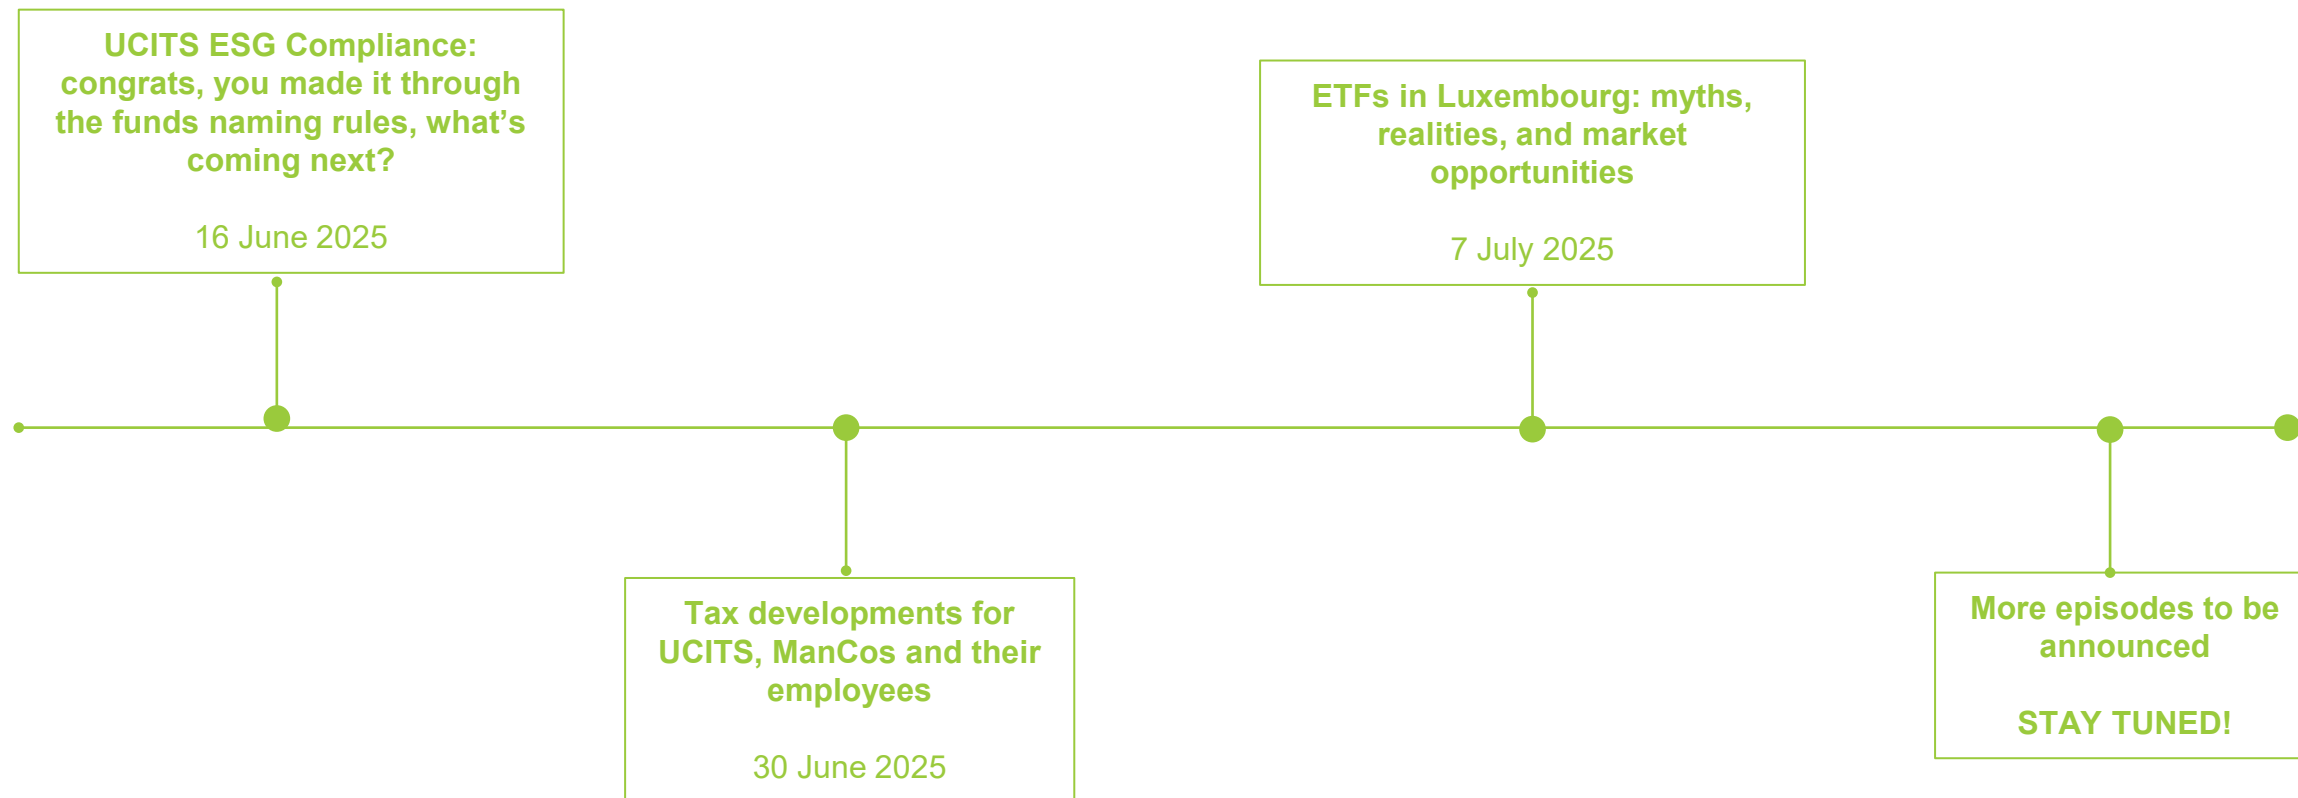 UCITS ESG Compliance:
congrats, you made it through
the funds naming rules, what’s
coming next?
16 June 2025
Tax developments for
UCITS, ManCos and their
employees
30 June 2025
ETFs in Luxembourg: myths,
realities, and market
opportunities
7 July 2025
More episodes to be
announced
STAY TUNED!